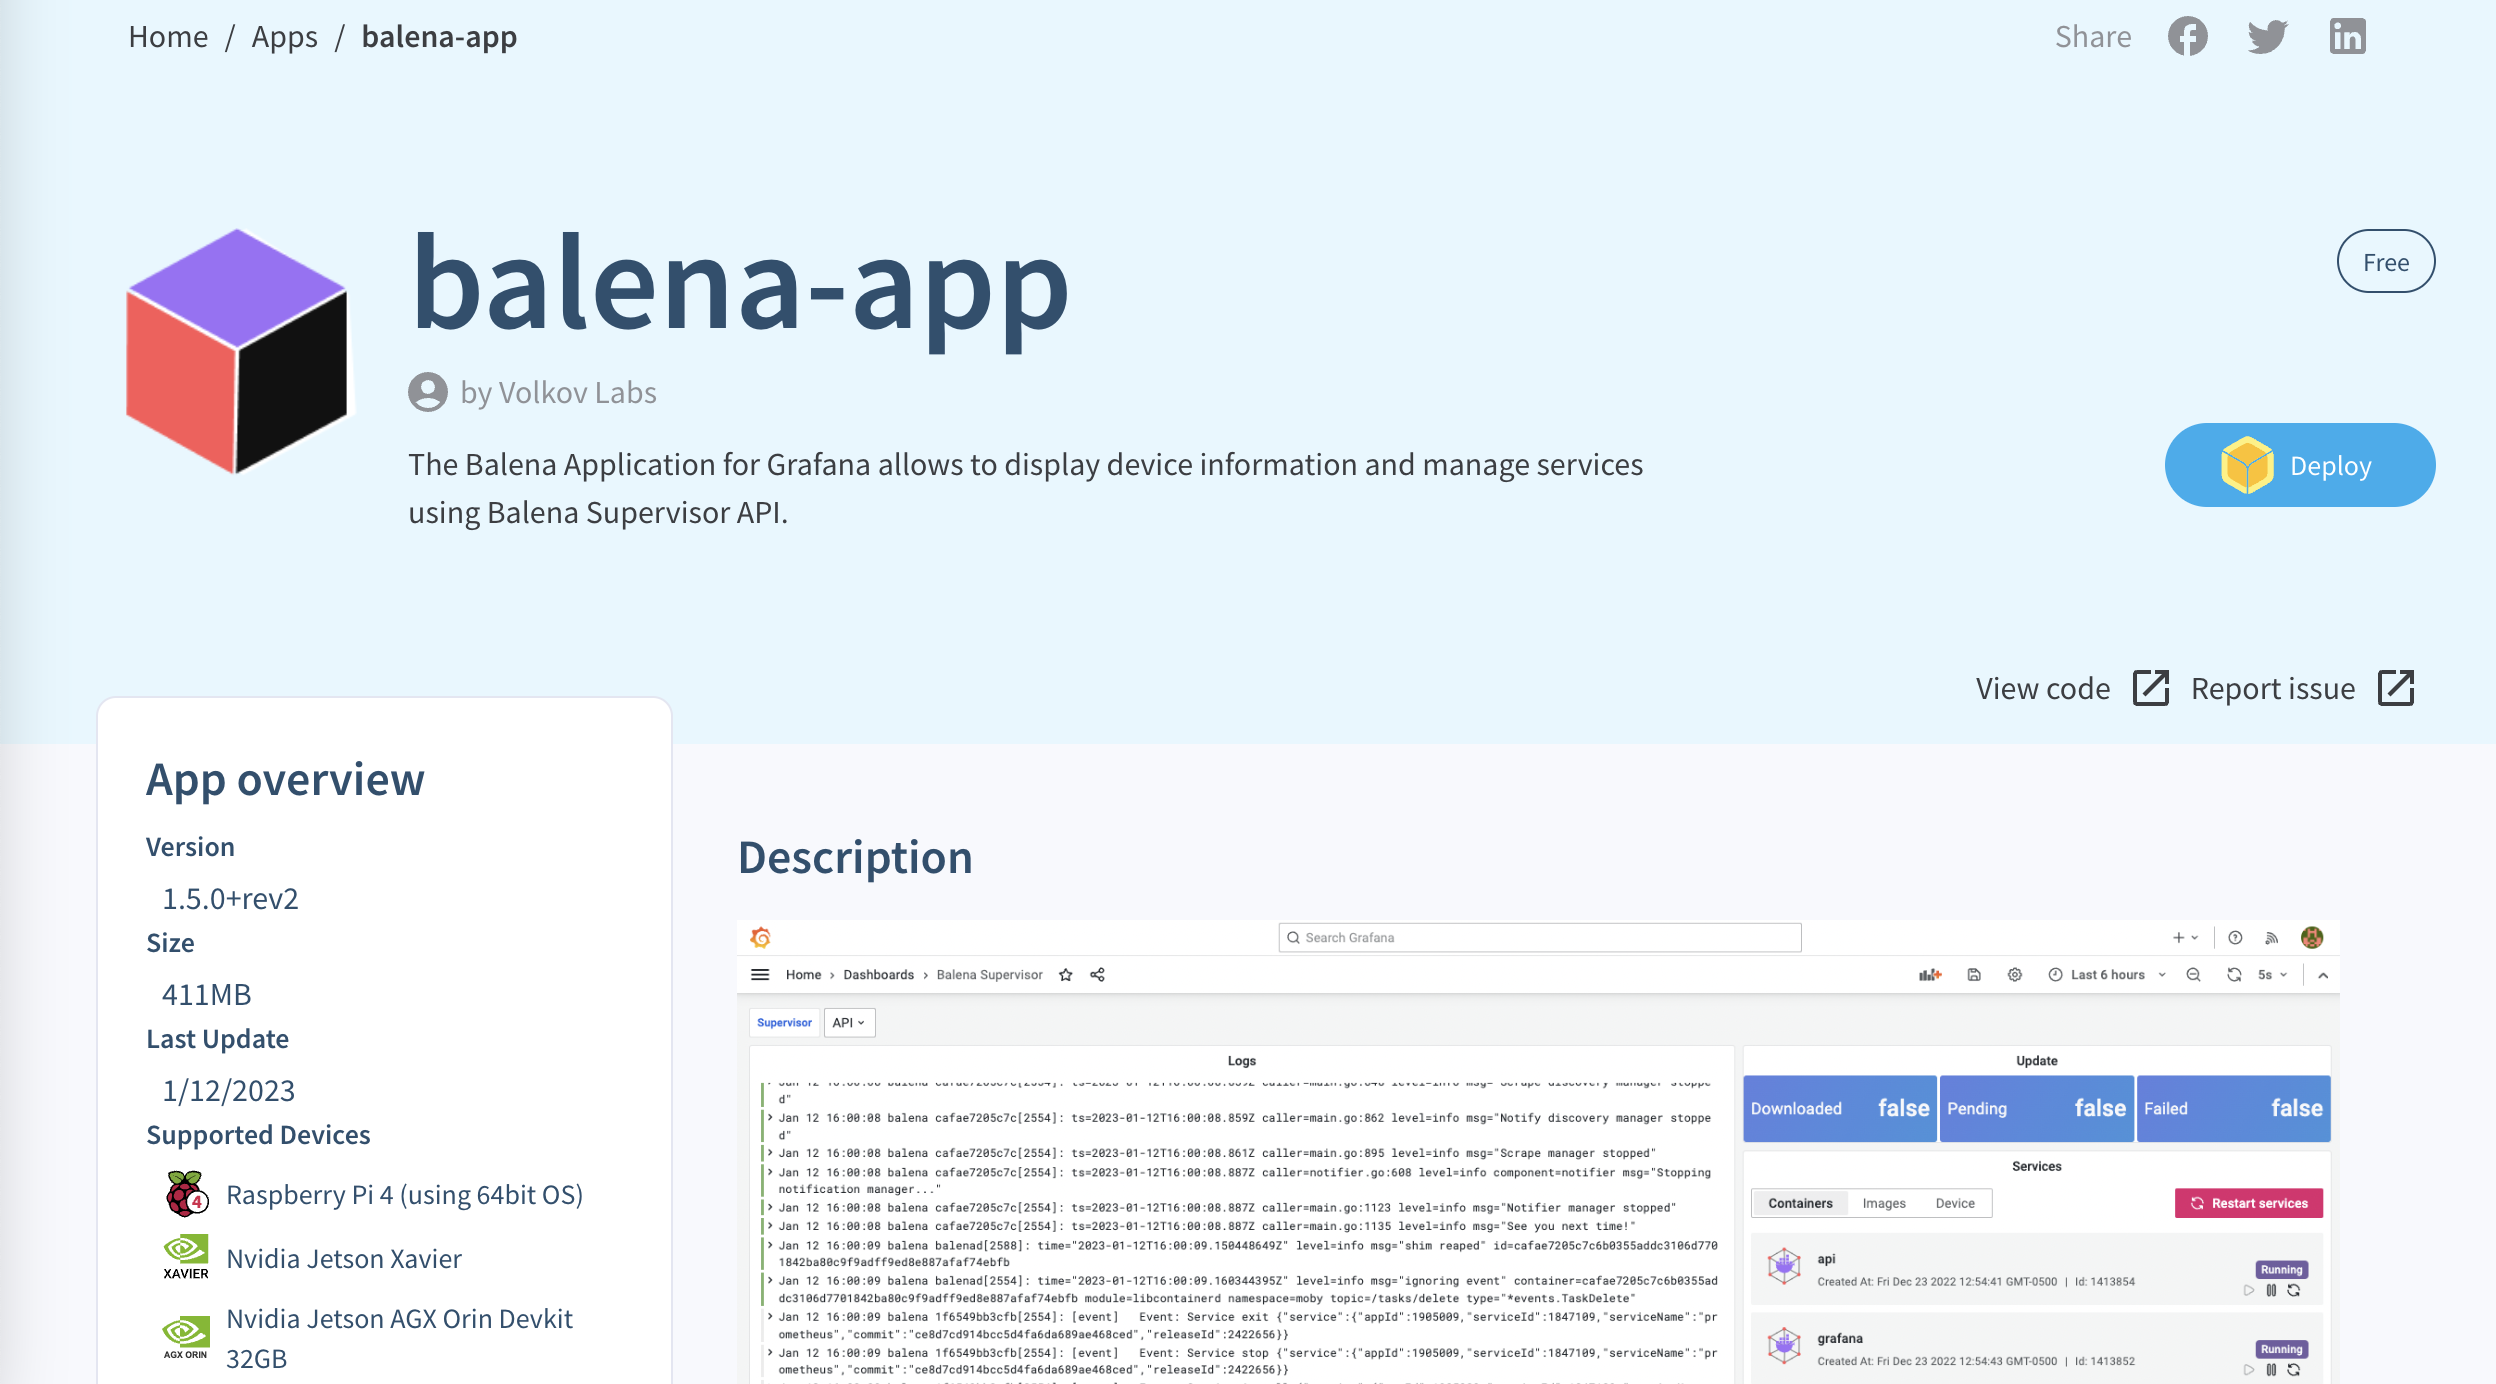 Home / Apps / balena-app
Share
balena-app
Free
by Volkov Labs
The Balena Application for Grafana allows to display device information and manage services
using Balena Supervisor API.
Deploy
View code
Report issue
App overview
Version
1.5.0+rev2
Size
411MB
Last Update
1/12/2023
Supported Devices
4
Raspberry Pi 4 (using 64bit OS)
XAVIER
Nvidia Jetson Xavier
AGX ORIN
Nvidia Jetson AGX Orin Devkit
32GB
Description
Search Grafana
Home › Dashboards › Balena Supervisor
Last 6 hours
5s
Supervisor
API
Logs
d"
Jan 12 16:00:08 balena cafae7205c7c[2554]: ts=2023-01-12T16:00:08.859Z caller=main.go:862 level=info msg="Notify discovery manager stoppe
d"
Jan 12 16:00:08 balena cafae7205c7c[2554]: ts=2023-01-12T16:00:08.861Z caller=main.go:895 level=info msg="Scrape manager stopped"
Jan 12 16:00:08 balena cafae7205c7c[2554]: ts=2023-01-12T16:00:08.887Z caller=notifier.go:608 level=info component=notifier msg="Stopping
notification manager..."
Jan 12 16:00:08 balena cafae7205c7c[2554]: ts=2023-01-12T16:00:08.887Z caller=main.go:1123 level=info msg="Notifier manager stopped"
Jan 12 16:00:08 balena cafae7205c7c[2554]: ts=2023-01-12T16:00:08.887Z caller=main.go:1135 level=info msg="See you next time!"
Jan 12 16:00:09 balena balenad[2588]: time="2023-01-12T16:00:09.150448649Z" level=info msg="shim reaped" id=cafae7205c7c6b0355addc3106d770
1842ba80c9f9adff9ed8e887afaf74ebfb
Jan 12 16:00:09 balena balenad[2554]: time="2023-01-12T16:00:09.160344395Z" level=info msg="ignoring event" container=cafae7205c7c6b0355ad
dc3106d7701842ba80c9f9adff9ed8e887afaf74ebfb module=libcontainerd namespace=moby topic=/tasks/delete type="*events.TaskDelete"
Jan 12 16:00:09 balena 1f6549bb3cfb[2554]: [event] Event: Service exit {"service":{"appId":1905009,"serviceId":1847109,"serviceName":"pr
ometheus","commit":"ce8d7cd914bcc5d4fa6da689ae468ced","releaseId":2422656}}
Jan 12 16:00:09 balena 1f6549bb3cfb[2554]: [event] Event: Service stop {"service":{"appId":1905009,"serviceId":1847109,"serviceName":"pr
ometheus","commit":"ce8d7cd914bcc5d4fa6da689ae468ced","releaseId":2422656}}
Update
Downloaded false
Pending false
Failed false
Services
Containers Images Device
Restart services
api
Running
Created At: Fri Dec 23 2022 12:54:41 GMT-0500 | Id: 1413854
grafana
Running
Created At: Fri Dec 23 2022 12:54:43 GMT-0500 | Id: 1413852